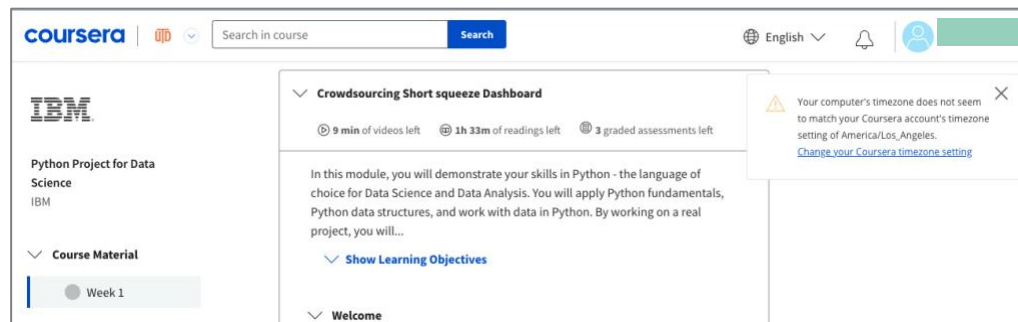 coursera
UTD
Search in course
Search
English
IBM
Python Project for Data
Science
IBM
Course Material
Week 1
Crowdsourcing Short squeeze Dashboard
9 min of videos left 1h 33m of readings left 3 graded assessments left
In this module, you will demonstrate your skills in Python - the language of
choice for Data Science and Data Analysis. You will apply Python fundamentals,
Python data structures, and work with data in Python. By working on a real
project, you will...
Show Learning Objectives
Welcome
Your computer's timezone does not seem
to match your Coursera account's timezone
setting of America/Los_Angeles.
Change your Coursera timezone setting